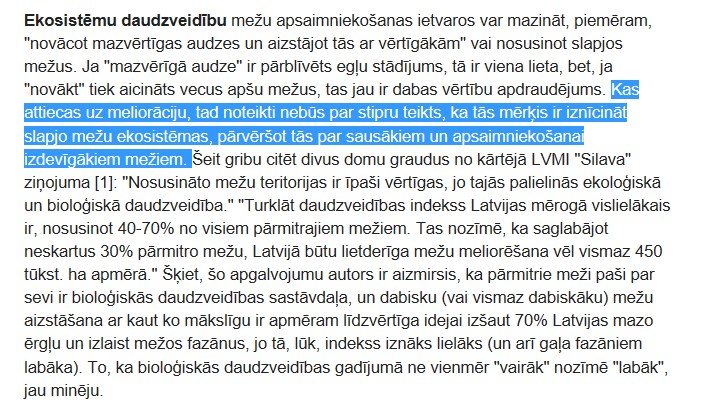 Ekosistēmu daudzveidību mežu apsaimniekošanas ietvaros var mazināt, piemēram,
"novācot mazvērtīgas audzes un aizstājot tās ar vērtīgākām" vai nosusinot slapjos
mežus. Ja "mazvērīgā audze" ir pārblīvēts egļu stādījums, tā ir viena lieta, bet, ja
"novākt" tiek aicināts vecus apšu mežus, tas jau ir dabas vērtību apdraudējums. Kas
attiecas uz meliorāciju, tad noteikti nebūs par stipru teikts, ka tās mērķis ir iznīcināt
slapjo mežu ekosistēmas, pārvēršot tās par sausākiem un apsaimniekošanai
izdevīgākiem mežiem. Šeit gribu citēt divus domu graudus no kārtējā LVMI "Silava"
ziņojuma [1]: "Nosusināto mežu teritorijas ir īpaši vērtīgas, jo tajās palielinās ekoloģiskā
un bioloģiskā daudzveidība." "Turklāt daudzveidības indekss Latvijas mērogā vislielākais
ir, nosusinot 40-70% no visiem pārmitrajiem mežiem. Tas nozīmē, ka saglabājot
neskartus 30% pārmitro mežu, Latvijā būtu lietderīga mežu meliorēšana vēl vismaz 450
tūkst. ha apmērā." Šķiet, šo apgalvojumu autors ir aizmirsis, ka pārmitrie meži paši par
sevi ir bioloģiskās daudzveidības sastāvdaļa, un dabisku (vai vismaz dabiskāku) mežu
aizstāšana ar kaut ko mākslīgu ir apmēram līdzvērtīga idejai izšaut 70% Latvijas mazo
ērgļu un izlaist mežos fazānus, jo tā, lūk, indekss iznāks lielāks (un arī gaļa fazāniem
labāka). To, ka bioloģiskās daudzveidības gadījumā ne vienmēr "vairāk" nozīmē "labāk",
jau minēju.